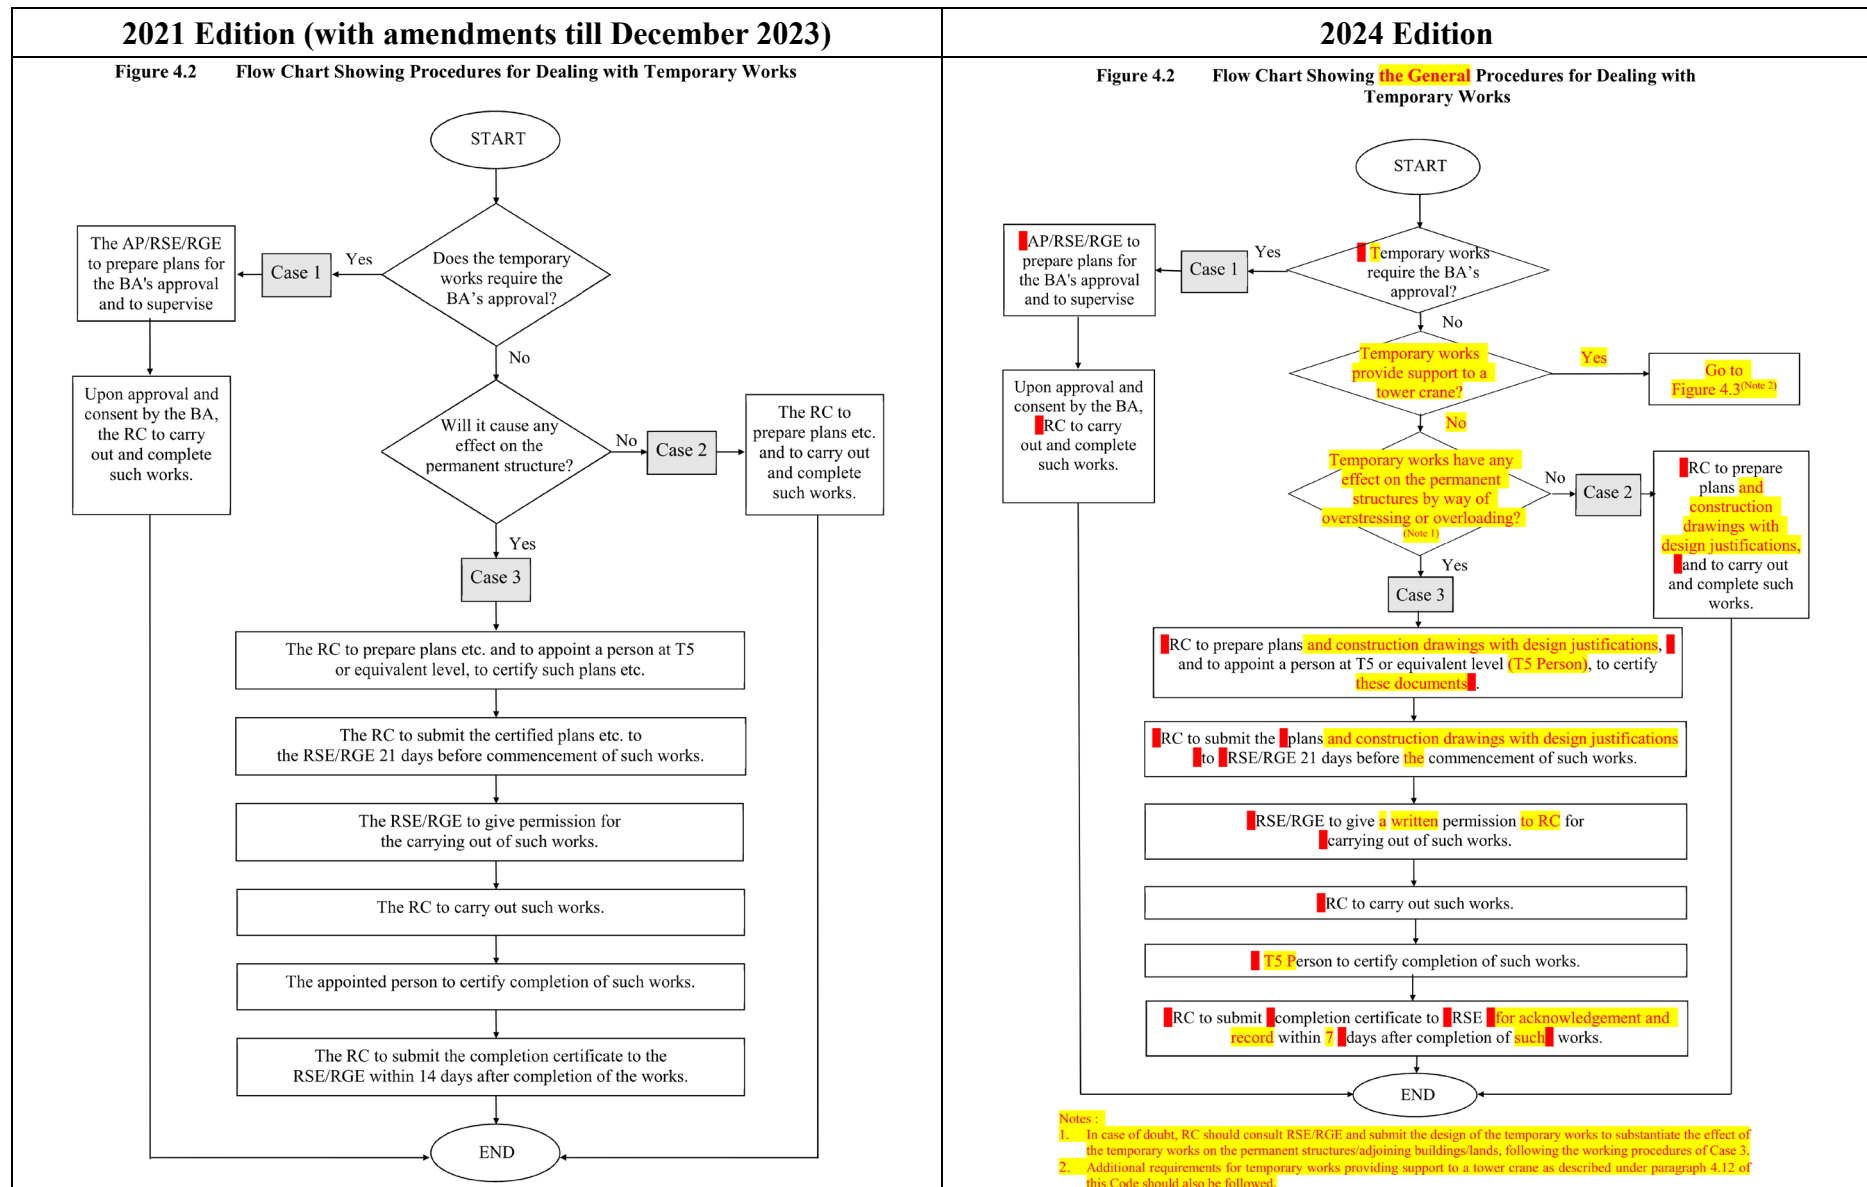 2021 Edition (with amendments till December 2023)
Figure 4.2 Flow Chart Showing Procedures for Dealing with Temporary Works
START
Does the temporary
works require the
BA’s approval?
Yes
Case 1
The AP/RSE/RGE
to prepare plans for
the BA's approval
and to supervise
Upon approval and
consent by the BA,
the RC to carry
out and complete
such works.
No
Will it cause any
effect on the
permanent structure?
No
Case 2
The RC to
prepare plans etc.
and to carry out
and complete
such works.
Yes
Case 3
The RC to prepare plans etc. and to appoint a person at T5
or equivalent level, to certify such plans etc.
The RC to submit the certified plans etc. to
the RSE/RGE 21 days before commencement of such works.
The RSE/RGE to give permission for
the carrying out of such works.
The RC to carry out such works.
The appointed person to certify completion of such works.
The RC to submit the completion certificate to the
RSE/RGE within 14 days after completion of the works.
END
2024 Edition
Figure 4.2 Flow Chart Showing the General Procedures for Dealing with
Temporary Works
START
Temporary works
require the BA’s
approval?
Yes
Case 1
AP/RSE/RGE to
prepare plans for
the BA's approval
and to supervise
Upon approval and
consent by the BA,
RC to carry
out and complete
such works.
No
Temporary works
provide support to a
tower crane?
Yes
Go to
Figure 4.3(Note 2)
No
Temporary works have any
effect on the permanent
structures by way of
overstressing or overloading?
(Note 1)
No
Case 2
RC to prepare
plans and
construction
drawings with
design justifications,
and to carry out
and complete such
works.
Yes
Case 3
RC to prepare plans and construction drawings with design justifications,
and to appoint a person at T5 or equivalent level (T5 Person), to certify
these documents.
RC to submit the plans and construction drawings with design justifications
to RSE/RGE 21 days before the commencement of such works.
RSE/RGE to give a written permission to RC for
carrying out of such works.
RC to carry out such works.
T5 Person to certify completion of such works.
RC to submit completion certificate to RSE for acknowledgement and
record within 7 days after completion of such works.
END
Notes :
1. In case of doubt, RC should consult RSE/RGE and submit the design of the temporary works to substantiate the effect of
the temporary works on the permanent structures/adjoining buildings/lands, following the working procedures of Case 3.
2. Additional requirements for temporary works providing support to a tower crane as described under paragraph 4.12 of
this Code should also be followed.